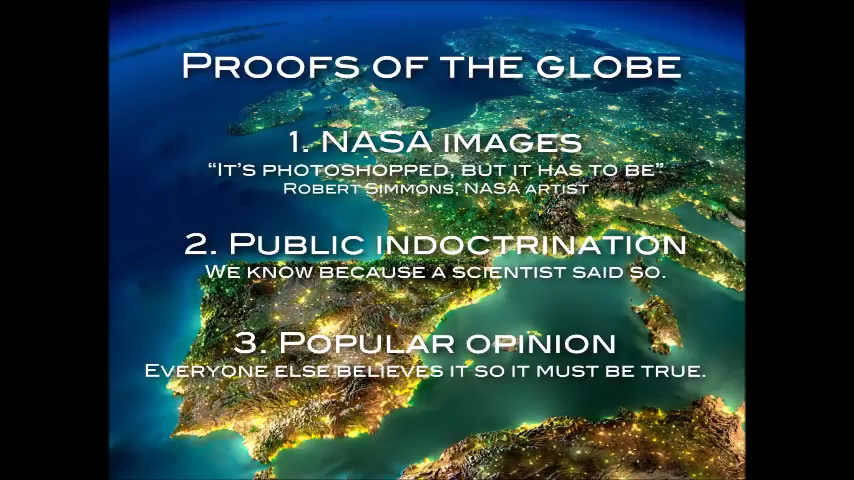 PROOFS OF THE GLOBE
1. NASA IMAGES
“IT’S PHOTOSHOPPED, BUT IT HAS TO BE”
ROBERT SIMMONS, NASA ARTIST
2. PUBLIC INDOCTRINATION
WE KNOW BECAUSE A SCIENTIST SAID SO.
3. POPULAR OPINION
EVERYONE ELSE BELIEVES IT SO IT MUST BE TRUE.